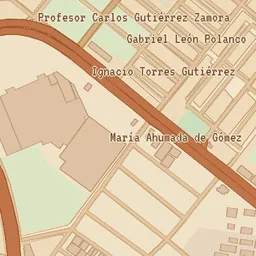 Profesor Carlos Gutiérrez Zamora
Gabriel León Polanco
Ignacio Torres Gutiérrez
María Ahumada de Gómez